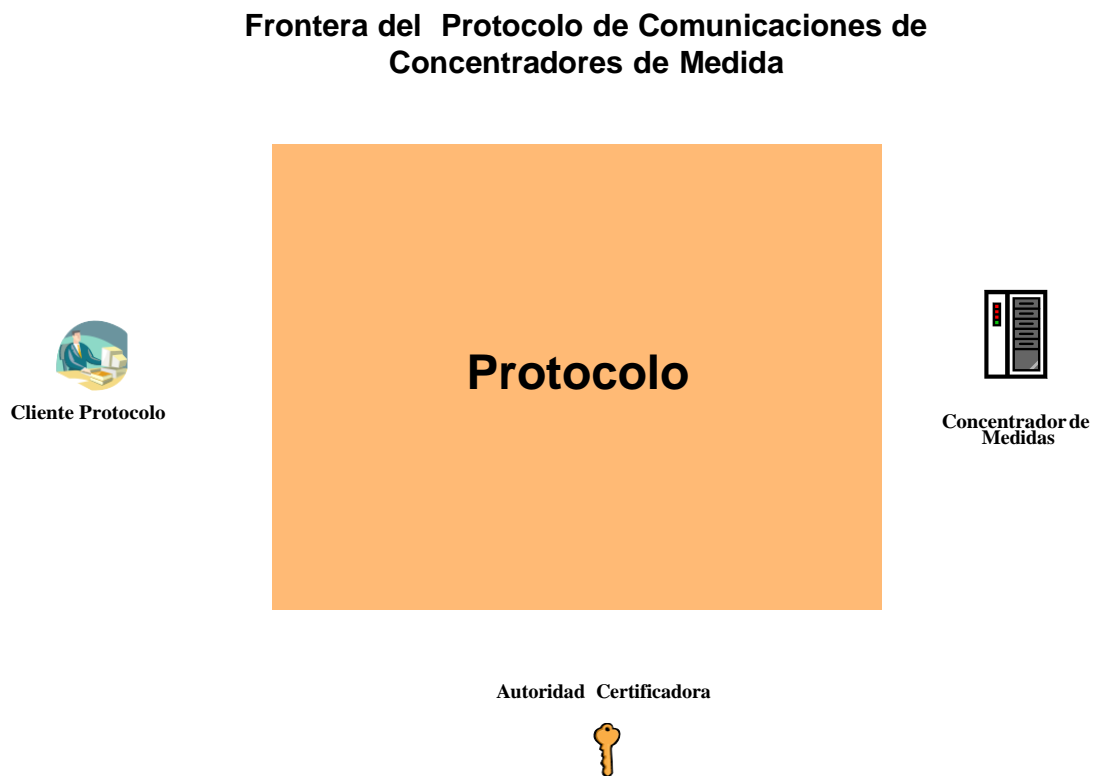 Frontera del Protocolo de Comunicaciones de
Concentradores de Medida
Protocolo
Cliente Protocolo
Concentrador de
Medidas
Autoridad Certificadora